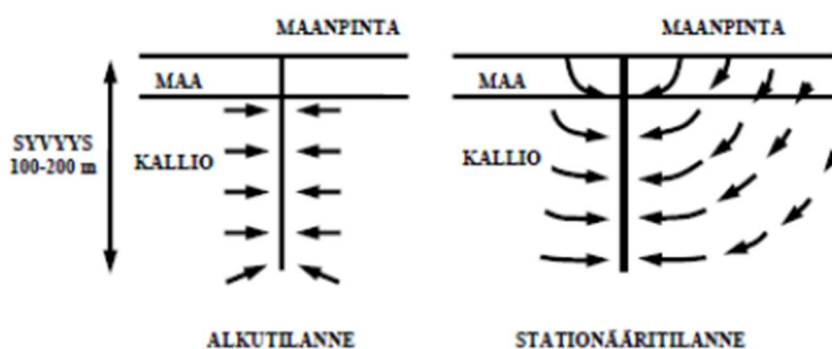 MAANPINTA
MAA
SYVYYS
100-200 m
KALLIO
ALKUTILANNE
MAANPINTA
MAA
KALLIO
STATIONÄÄRITILANNE